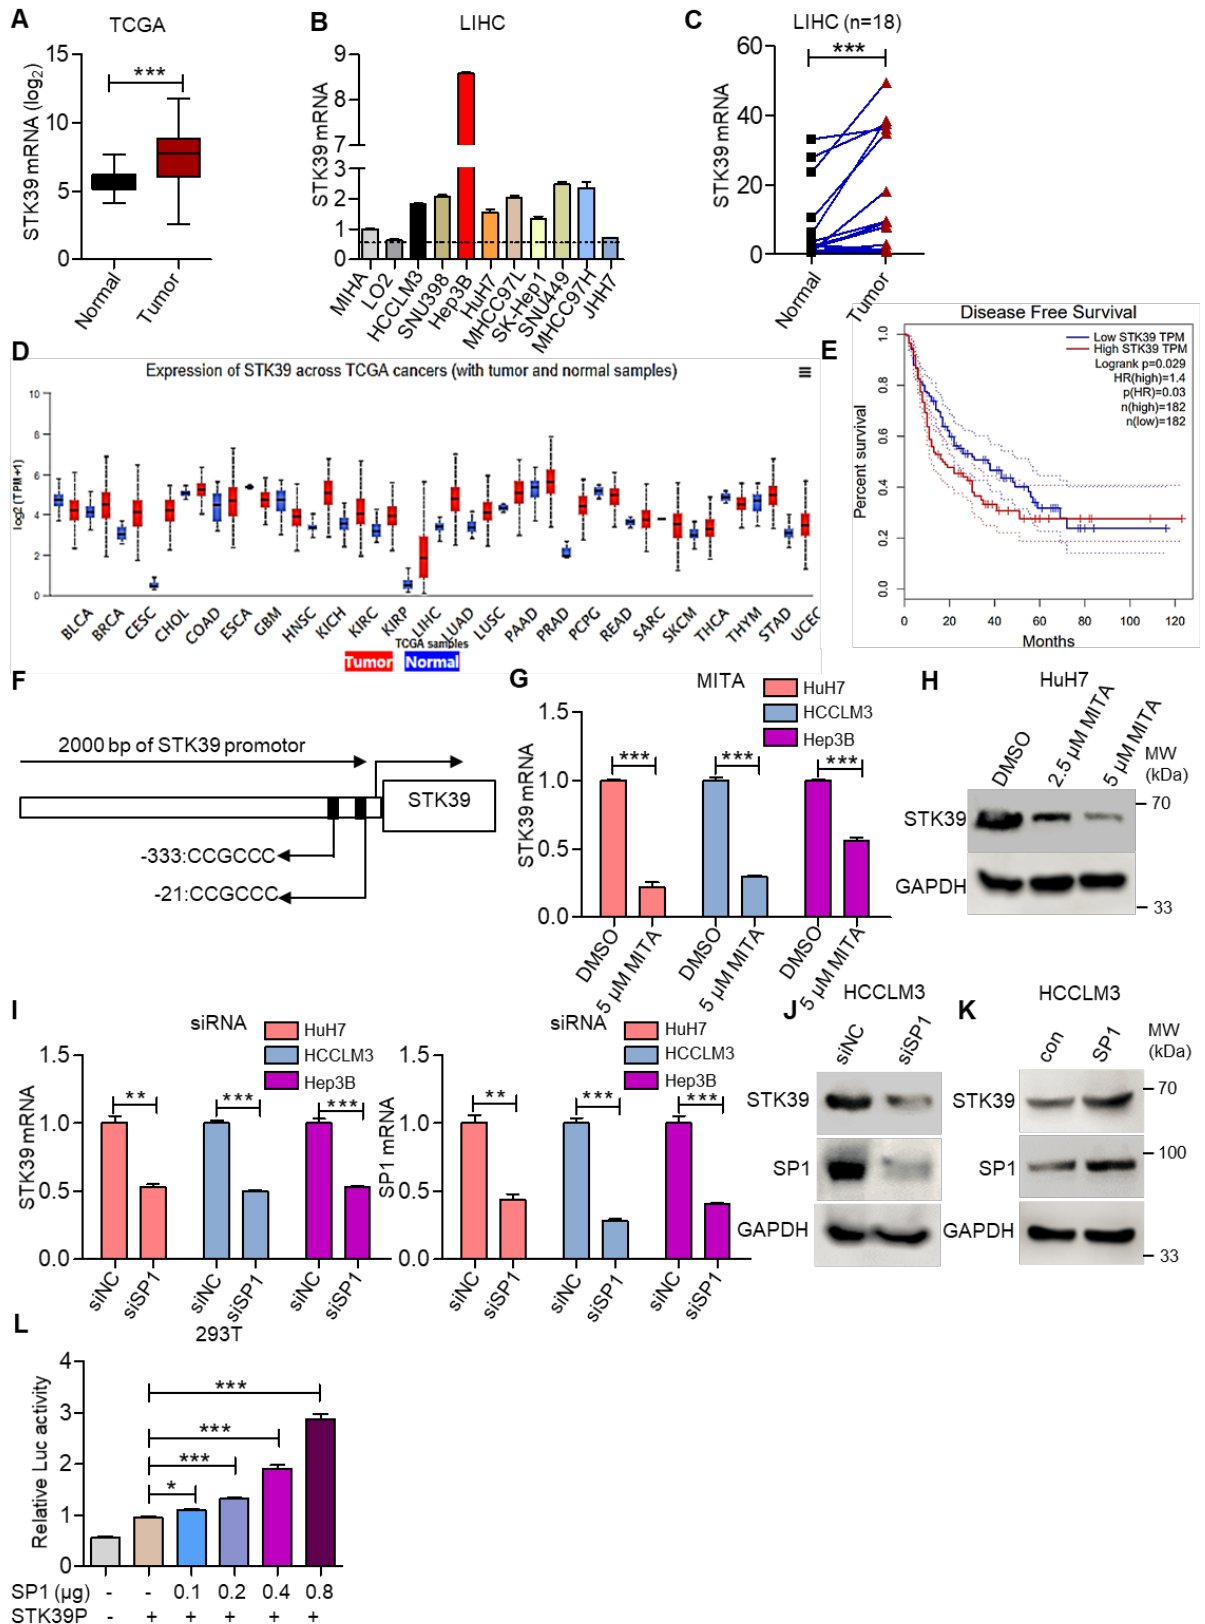 A
TCGA
STK39 mRNA (log2)
15
10
5
0
***
Normal
Tumor
B
LIHC
STK39 mRNA
9
8
7
3
2
1
0
MIHA
LO2
HCCLM3
SNU398
Hep3B
HuH7
MHCC97L
SK-Hep1
SNU449
MHCC97H
JHH7
C
LIHC (n=18)
STK39 mRNA
60
40
20
0
***
Normal
Tumor
D
Expression of STK39 across TCGA cancers (with tumor and normal samples)
log2 (TPM+1)
10
8
6
4
2
0
BLCA
BRCA
CESC
CHOL
COAD
ESCA
GBM
HNSC
KICH
KIRC
KIRP
LIHC
LUAD
LUSC
PAAD
PRAD
PCPG
READ
SARC
SKCM
THCA
THYM
STAD
UCEC
TCGA samples
Tumor
Normal
E
Disease Free Survival
Low STK39 TPM
High STK39 TPM
Logrank p=0.029
HR(high)=1.4
p(HR)=0.03
n(high)=182
n(low)=182
Percent survival
1.0
0.8
0.6
0.4
0.2
0.0
0 20 40 60 80 100 120
Months
F
2000 bp of STK39 promotor
STK39
-333:CCGCCC
-21:CCGCCC
G
MITA
HuH7
HCCLM3
Hep3B
STK39 mRNA
1.5
1.0
0.5
0.0
*** *** ***
DMSO
5 µM MITA
DMSO
5 µM MITA
DMSO
5 µM MITA
H
HuH7
DMSO
2.5 µM MITA
5 µM MITA
MW
(kDa)
70
STK39
GAPDH
33
I
siRNA
HuH7
HCCLM3
Hep3B
STK39 mRNA
1.5
1.0
0.5
0.0
** *** ***
siNC
siSP1
siNC
siSP1
siNC
siSP1
siRNA
HuH7
HCCLM3
Hep3B
SP1 mRNA
1.5
1.0
0.5
0.0
** *** ***
siNC
siSP1
siNC
siSP1
siNC
siSP1
J
HCCLM3
siNC
siSP1
STK39
SP1
GAPDH
K
HCCLM3
con
SP1
MW
(kDa)
70
STK39
100
SP1
GAPDH
33
L
293T
Relative Luc activity
4
3
2
1
0
***
***
***
*
SP1 (µg) - - 0.1 0.2 0.4 0.8
STK39P - + + + + +